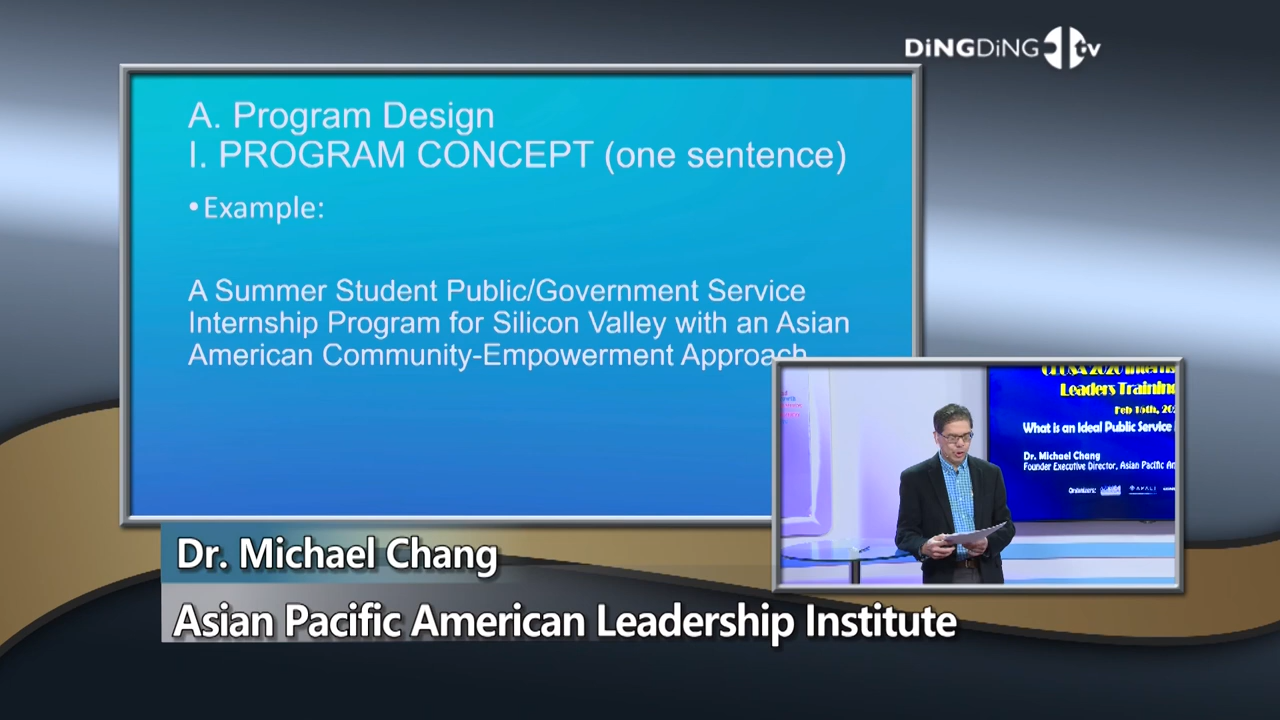 DiNGDiNG tv
A. Program Design
I. PROGRAM CONCEPT (one sentence)
• Example:
A Summer Student Public/Government Service
Internship Program for Silicon Valley with an Asian
American Community-Empowerment Approach
Leaders Training
Feb 15th,
What is an Ideal Public Service
Dr. Michael Chang
Founder Executive Director, Asian Pacific
Organizers:
APALI
Dr. Michael Chang
Asian Pacific American Leadership Institute